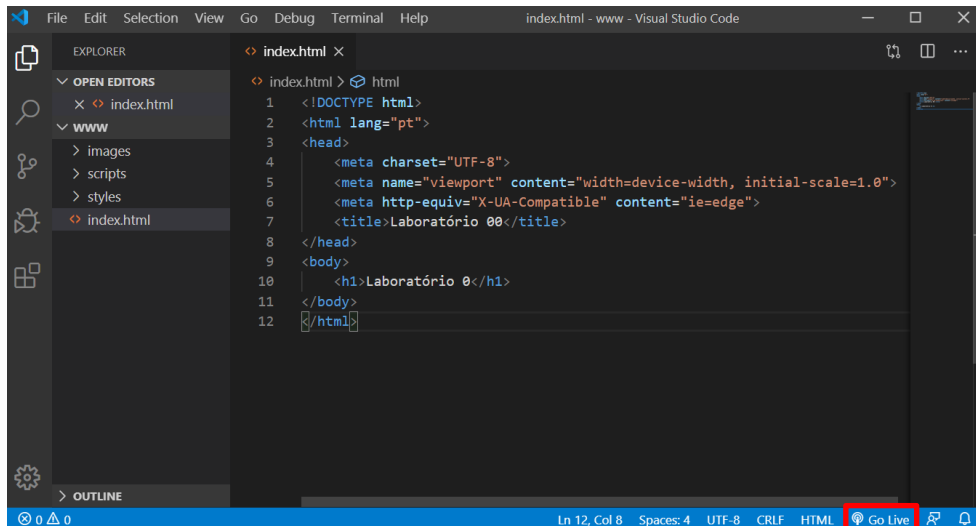 File Edit Selection View Go Debug Terminal Help index.html - www - Visual Studio Code
EXPLORER
OPEN EDITORS
index.html
WWW
images
scripts
styles
index.html
OUTLINE
index.html
index.html > html
1 <!DOCTYPE html>
2 <html lang="pt">
3 <head>
4 <meta charset="UTF-8">
5 <meta name="viewport" content="width=device-width, initial-scale=1.0">
6 <meta http-equiv="X-UA-Compatible" content="ie=edge">
7 <title>Laboratório 00</title>
8 </head>
9 <body>
10 <h1>Laboratório 0</h1>
11 </body>
12 </html>
0 0 Ln 12, Col 8 Spaces: 4 UTF-8 CRLF HTML Go Live